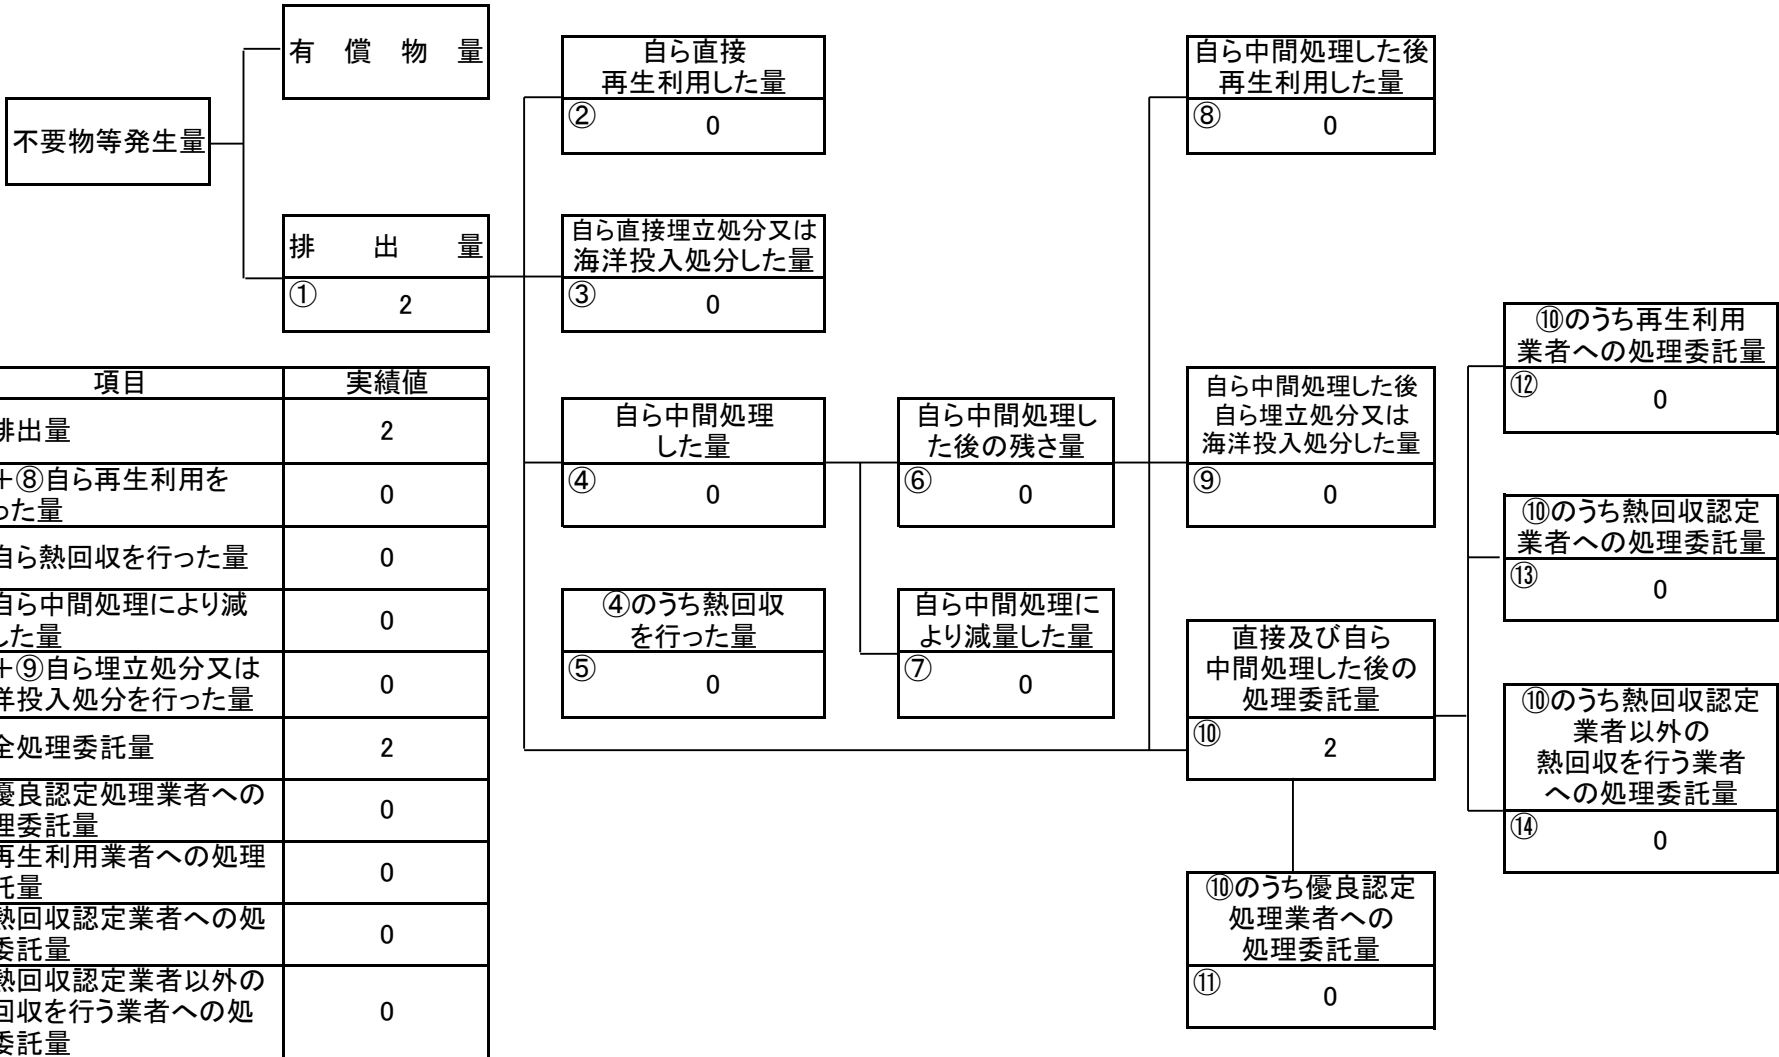 有償物量
不要物等発生量
排出量
①
2
自ら直接
再生利用した量
②
0
自ら直接埋立処分又は
海洋投入処分した量
③
0
自ら中間処理
した量
④
0
④のうち熱回収
を行った量
⑤
0
自ら中間処理し
た後の残さ量
⑥
0
自ら中間処理に
より減量した量
⑦
0
自ら中間処理した後
再生利用した量
⑧
0
自ら中間処理した後
自ら埋立処分又は
海洋投入処分した量
⑨
0
直接及び自ら
中間処理した後の
処理委託量
⑩
2
⑩のうち優良認定
処理業者への
処理委託量
⑪
0
⑩のうち再生利用
業者への処理委託量
⑫
0
⑩のうち熱回収認定
業者への処理委託量
⑬
0
⑩のうち熱回収認定
業者以外の
熱回収を行う業者
への処理委託量
⑭
0
項目 実績値
排出量 2
+⑧自ら再生利用を
った量 0
自ら熱回収を行った量 0
自ら中間処理により減
した量 0
+⑨自ら埋立処分又は
洋投入処分を行った量 0
全処理委託量 2
優良認定処理業者への
理委託量 0
再生利用業者への処理
託量 0
熱回収認定業者への処
委託量 0
熱回収認定業者以外の
回収を行う業者への処
委託量 0